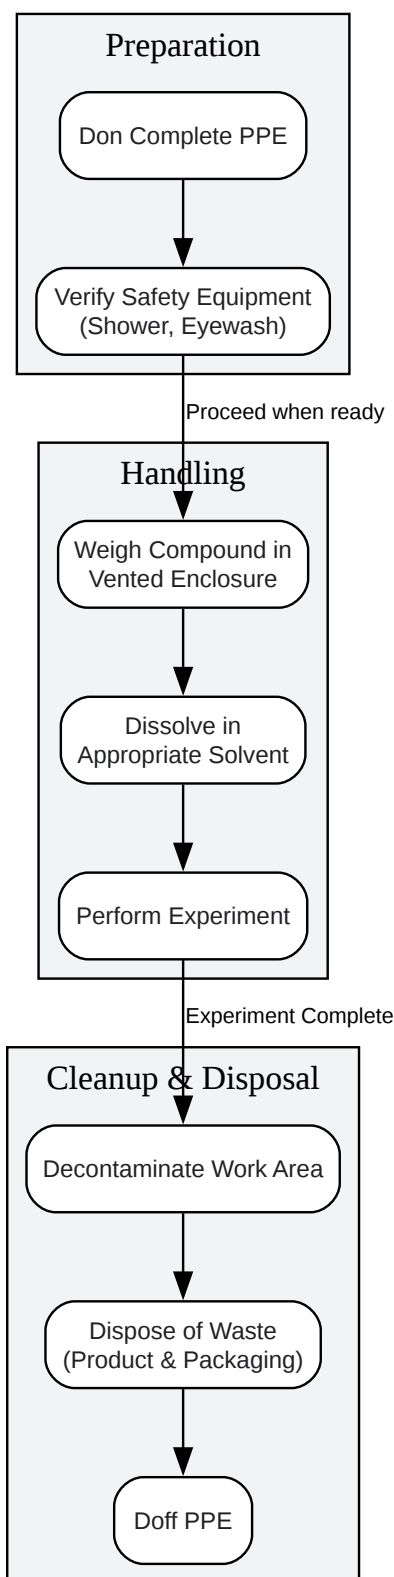 Preparation
Don Complete PPE
Verify Safety Equipment
(Shower, Eyewash)
Proceed when ready
Handling
Weigh Compound in
Vented Enclosure
Dissolve in
Appropriate Solvent
Perform Experiment
Experiment Complete
Cleanup & Disposal
Decontaminate Work Area
Dispose of Waste
(Product & Packaging)
Doff PPE